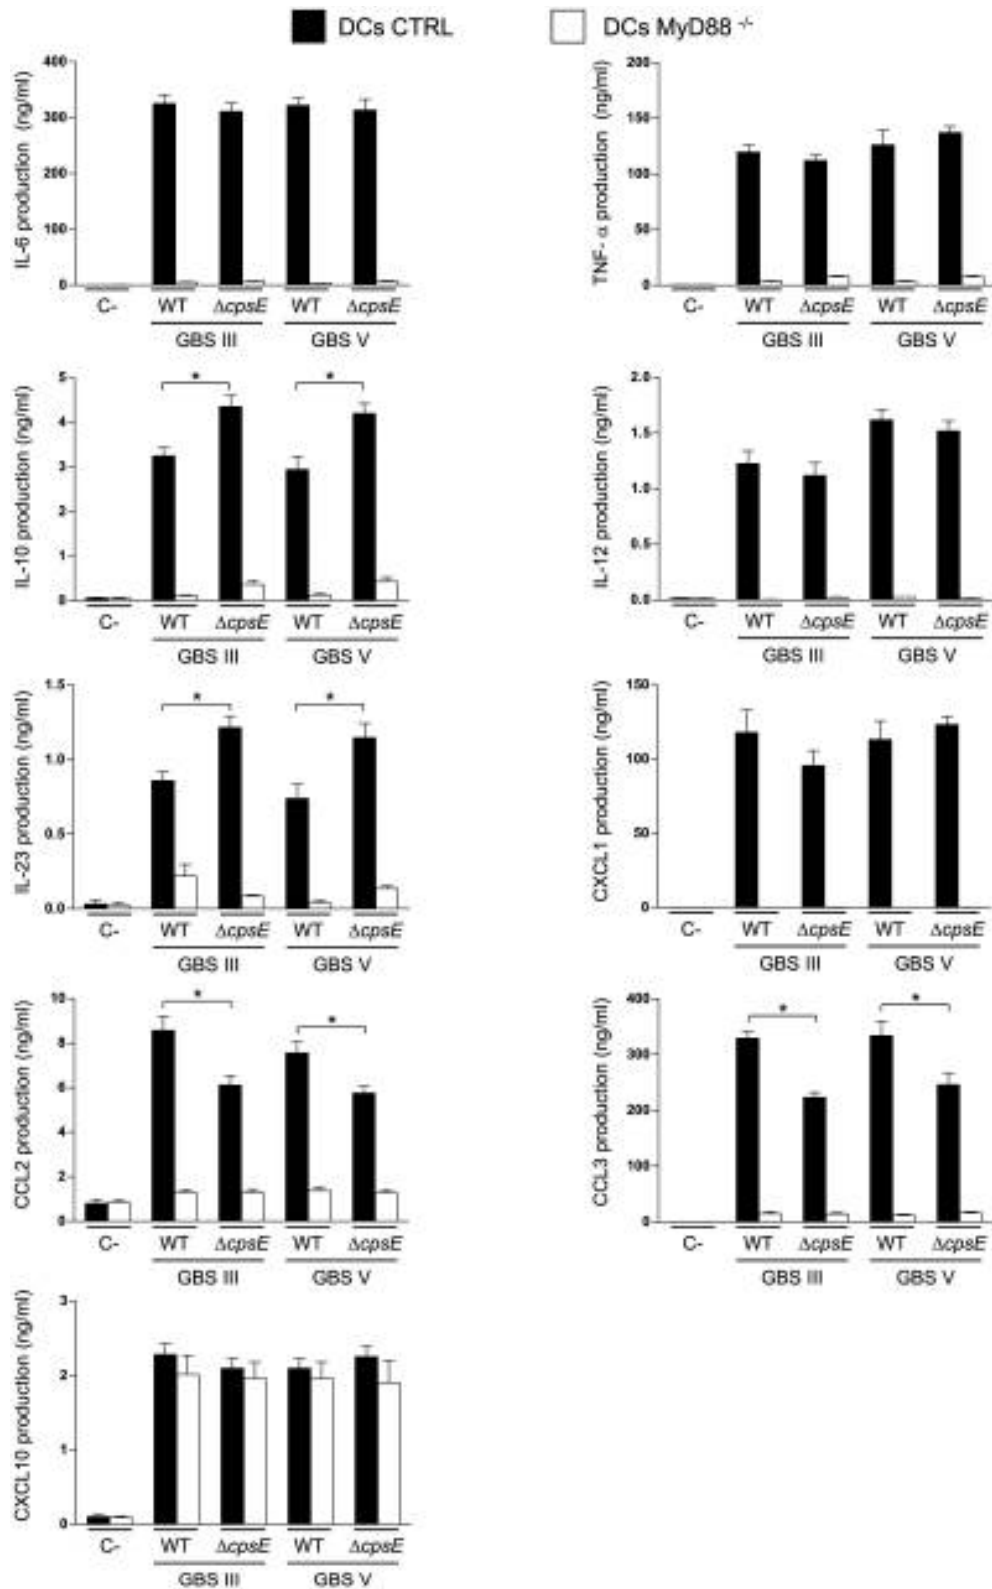 DCs CTRL
DCs MyD88 -/-
IL-6 production (ng/ml)
400
300
200
100
0
C-
WT
ΔcpsE
WT
ΔcpsE
GBS III
GBS V
TNF- α production (ng/ml)
200
150
100
50
0
C-
WT
ΔcpsE
WT
ΔcpsE
GBS III
GBS V
IL-10 production (ng/ml)
5
4
3
2
1
0
*
*
C-
WT
ΔcpsE
WT
ΔcpsE
GBS III
GBS V
IL-12 production (ng/ml)
2.0
1.5
1.0
0.5
0.0
C-
WT
ΔcpsE
WT
ΔcpsE
GBS III
GBS V
IL-23 production (ng/ml)
1.5
1.0
0.5
0.0
*
*
C-
WT
ΔcpsE
WT
ΔcpsE
GBS III
GBS V
CXCL1 production (ng/ml)
150
100
50
0
C-
WT
ΔcpsE
WT
ΔcpsE
GBS III
GBS V
CCL2 production (ng/ml)
10
8
6
4
2
0
*
*
C-
WT
ΔcpsE
WT
ΔcpsE
GBS III
GBS V
CCL3 production (ng/ml)
400
300
200
100
0
*
*
C-
WT
ΔcpsE
WT
ΔcpsE
GBS III
GBS V
CXCL10 production (ng/ml)
3
2
1
0
C-
WT
ΔcpsE
WT
ΔcpsE
GBS III
GBS V